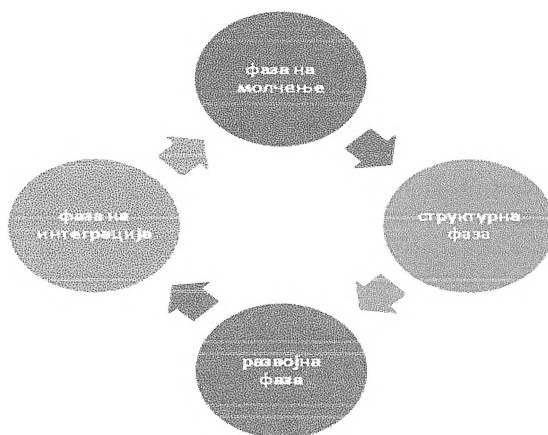 фаза на
молчење
структурна
фаза
развојна
фаза
фаза на
интеграција